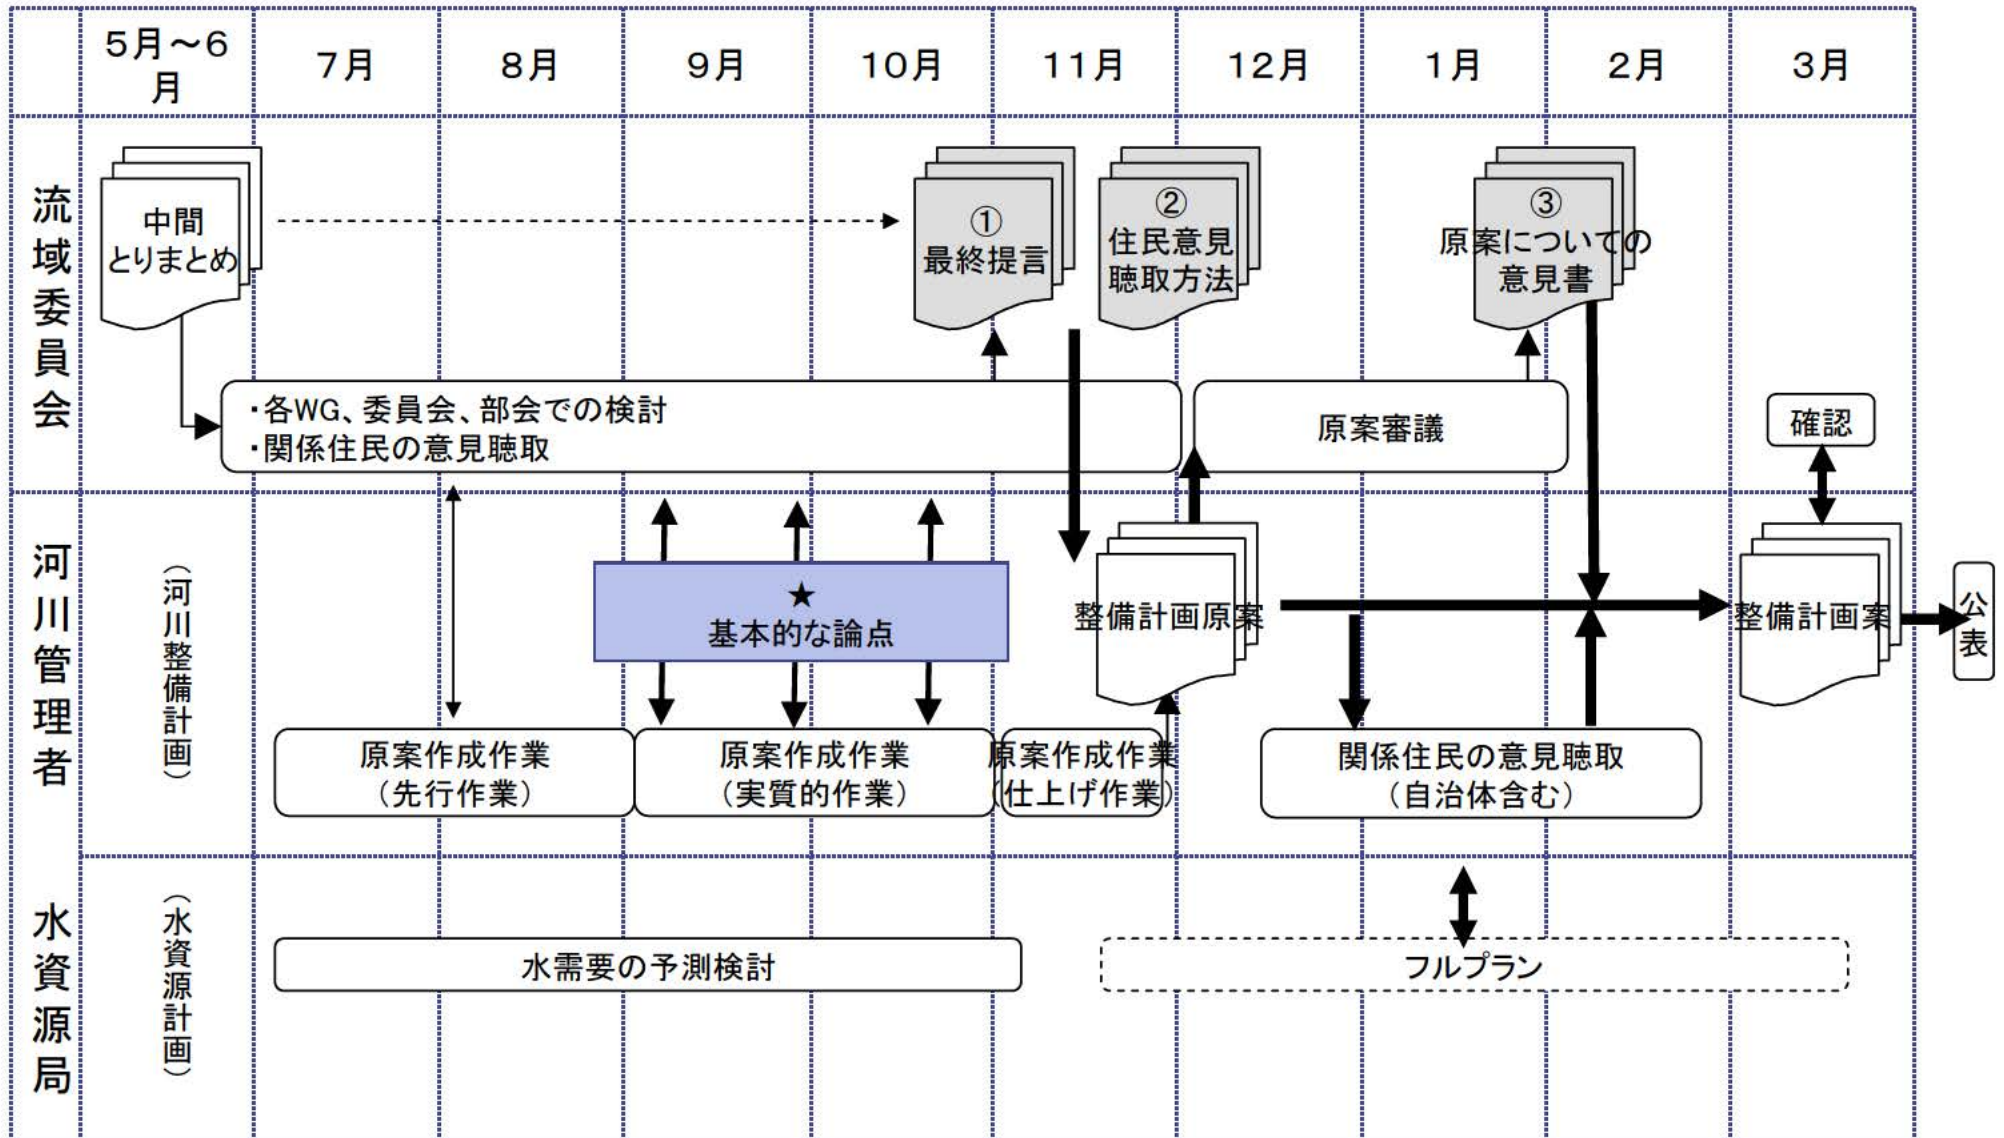 5月～6
月
7月
8月
9月
10月
11月
12月
1月
2月
3月
流域委員会
中間
とりまとめ
①
最終提言
②
住民意見
聴取方法
③
原案についての
意見書
・各WG、委員会、部会での検討
・関係住民の意見聴取
原案審議
確認
河川管理者
（河川整備計画）
★
基本的な論点
整備計画原案
整備計画案
公表
原案作成作業
（先行作業）
原案作成作業
（実質的作業）
原案作成作業
（仕上げ作業）
関係住民の意見聴取
（自治体含む）
水資源局
（水資源計画）
水需要の予測検討
フルプラン